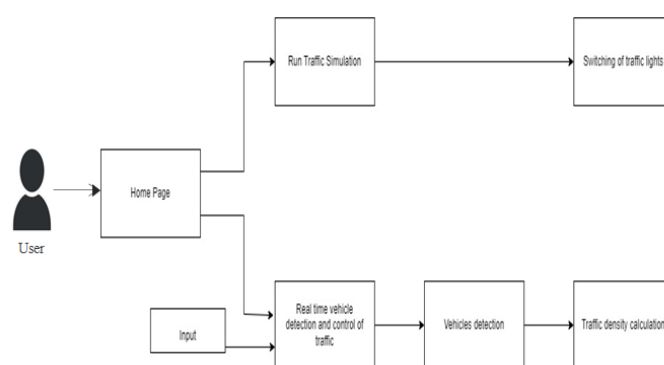 Run Traffic Simulation
Switching of traffic lights
Home Page
User
Input
Real time vehicle
detection and control of
traffic
Vehicles detection
Traffic density calculation